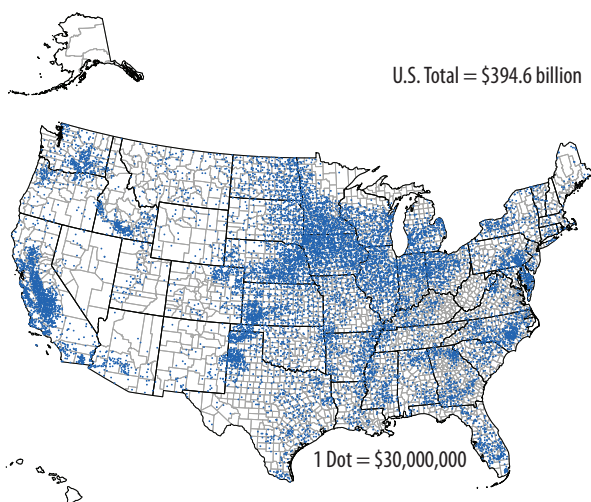 U.S. Total = $394.6 billion
1 Dot = $30,000,000